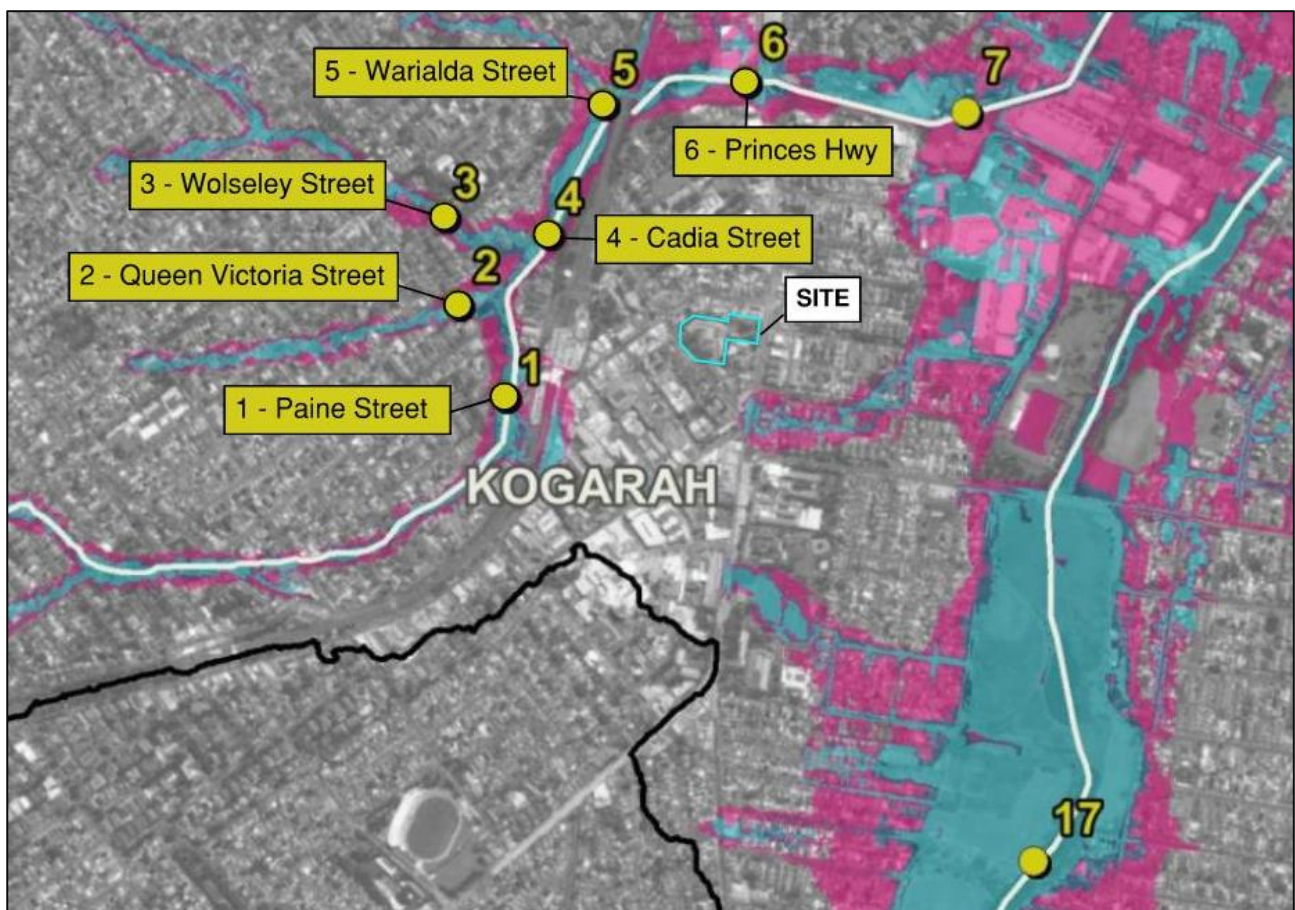 5 - Warialda Street
5
6
7
6 - Princes Hwy
3 - Wolseley Street
3
4
4 - Cadia Street
2 - Queen Victoria Street
2
SITE
1 - Paine Street
1
KOGARAH
17